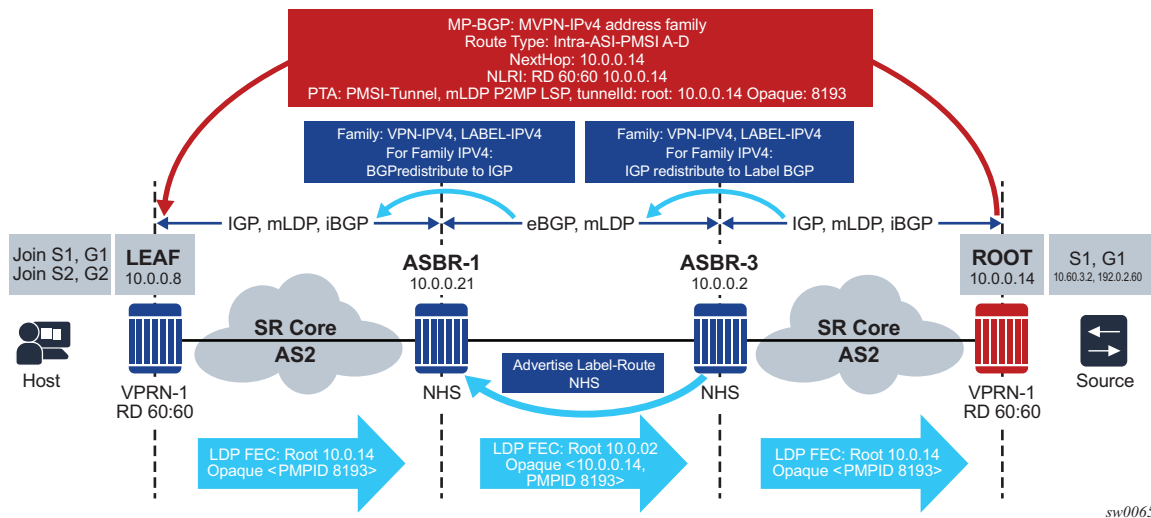 MP-BGP: MVPN-IPv4 address family
Route Type: Intra-ASI-PMSI A-D
NextHop: 10.0.0.14
NLRI: RD 60:60 10.0.0.14
PTA: PMSI-Tunnel, mLDP P2MP LSP, tunnelId: root: 10.0.0.14 Opaque: 8193
Family: VPN-IPV4, LABEL-IPV4
For Family IPV4:
BGPredistribute to IGP
Family: VPN-IPV4, LABEL-IPV4
For Family IPV4:
IGP redistribute to Label BGP
IGP, mLDP, iBGP
eBGP, mLDP
IGP, mLDP, iBGP
Join S1, G1
Join S2, G2
LEAF
10.0.0.8
ASBR-1
10.0.0.21
ASBR-3
10.0.0.2
ROOT
10.0.0.14
S1, G1
10.60.3.2, 192.0.2.60
SR Core
AS2
SR Core
AS2
Advertise Label-Route
NHS
Host
VPRN-1
RD 60:60
NHS
NHS
VPRN-1
RD 60:60
Source
LDP FEC: Root 10.0.14
Opaque <PMPID 8193>
LDP FEC: Root 10.0.02
Opaque <10.0.0.14,
PMPID 8193>
LDP FEC: Root 10.0.14
Opaque <PMPID 8193>
sw0065